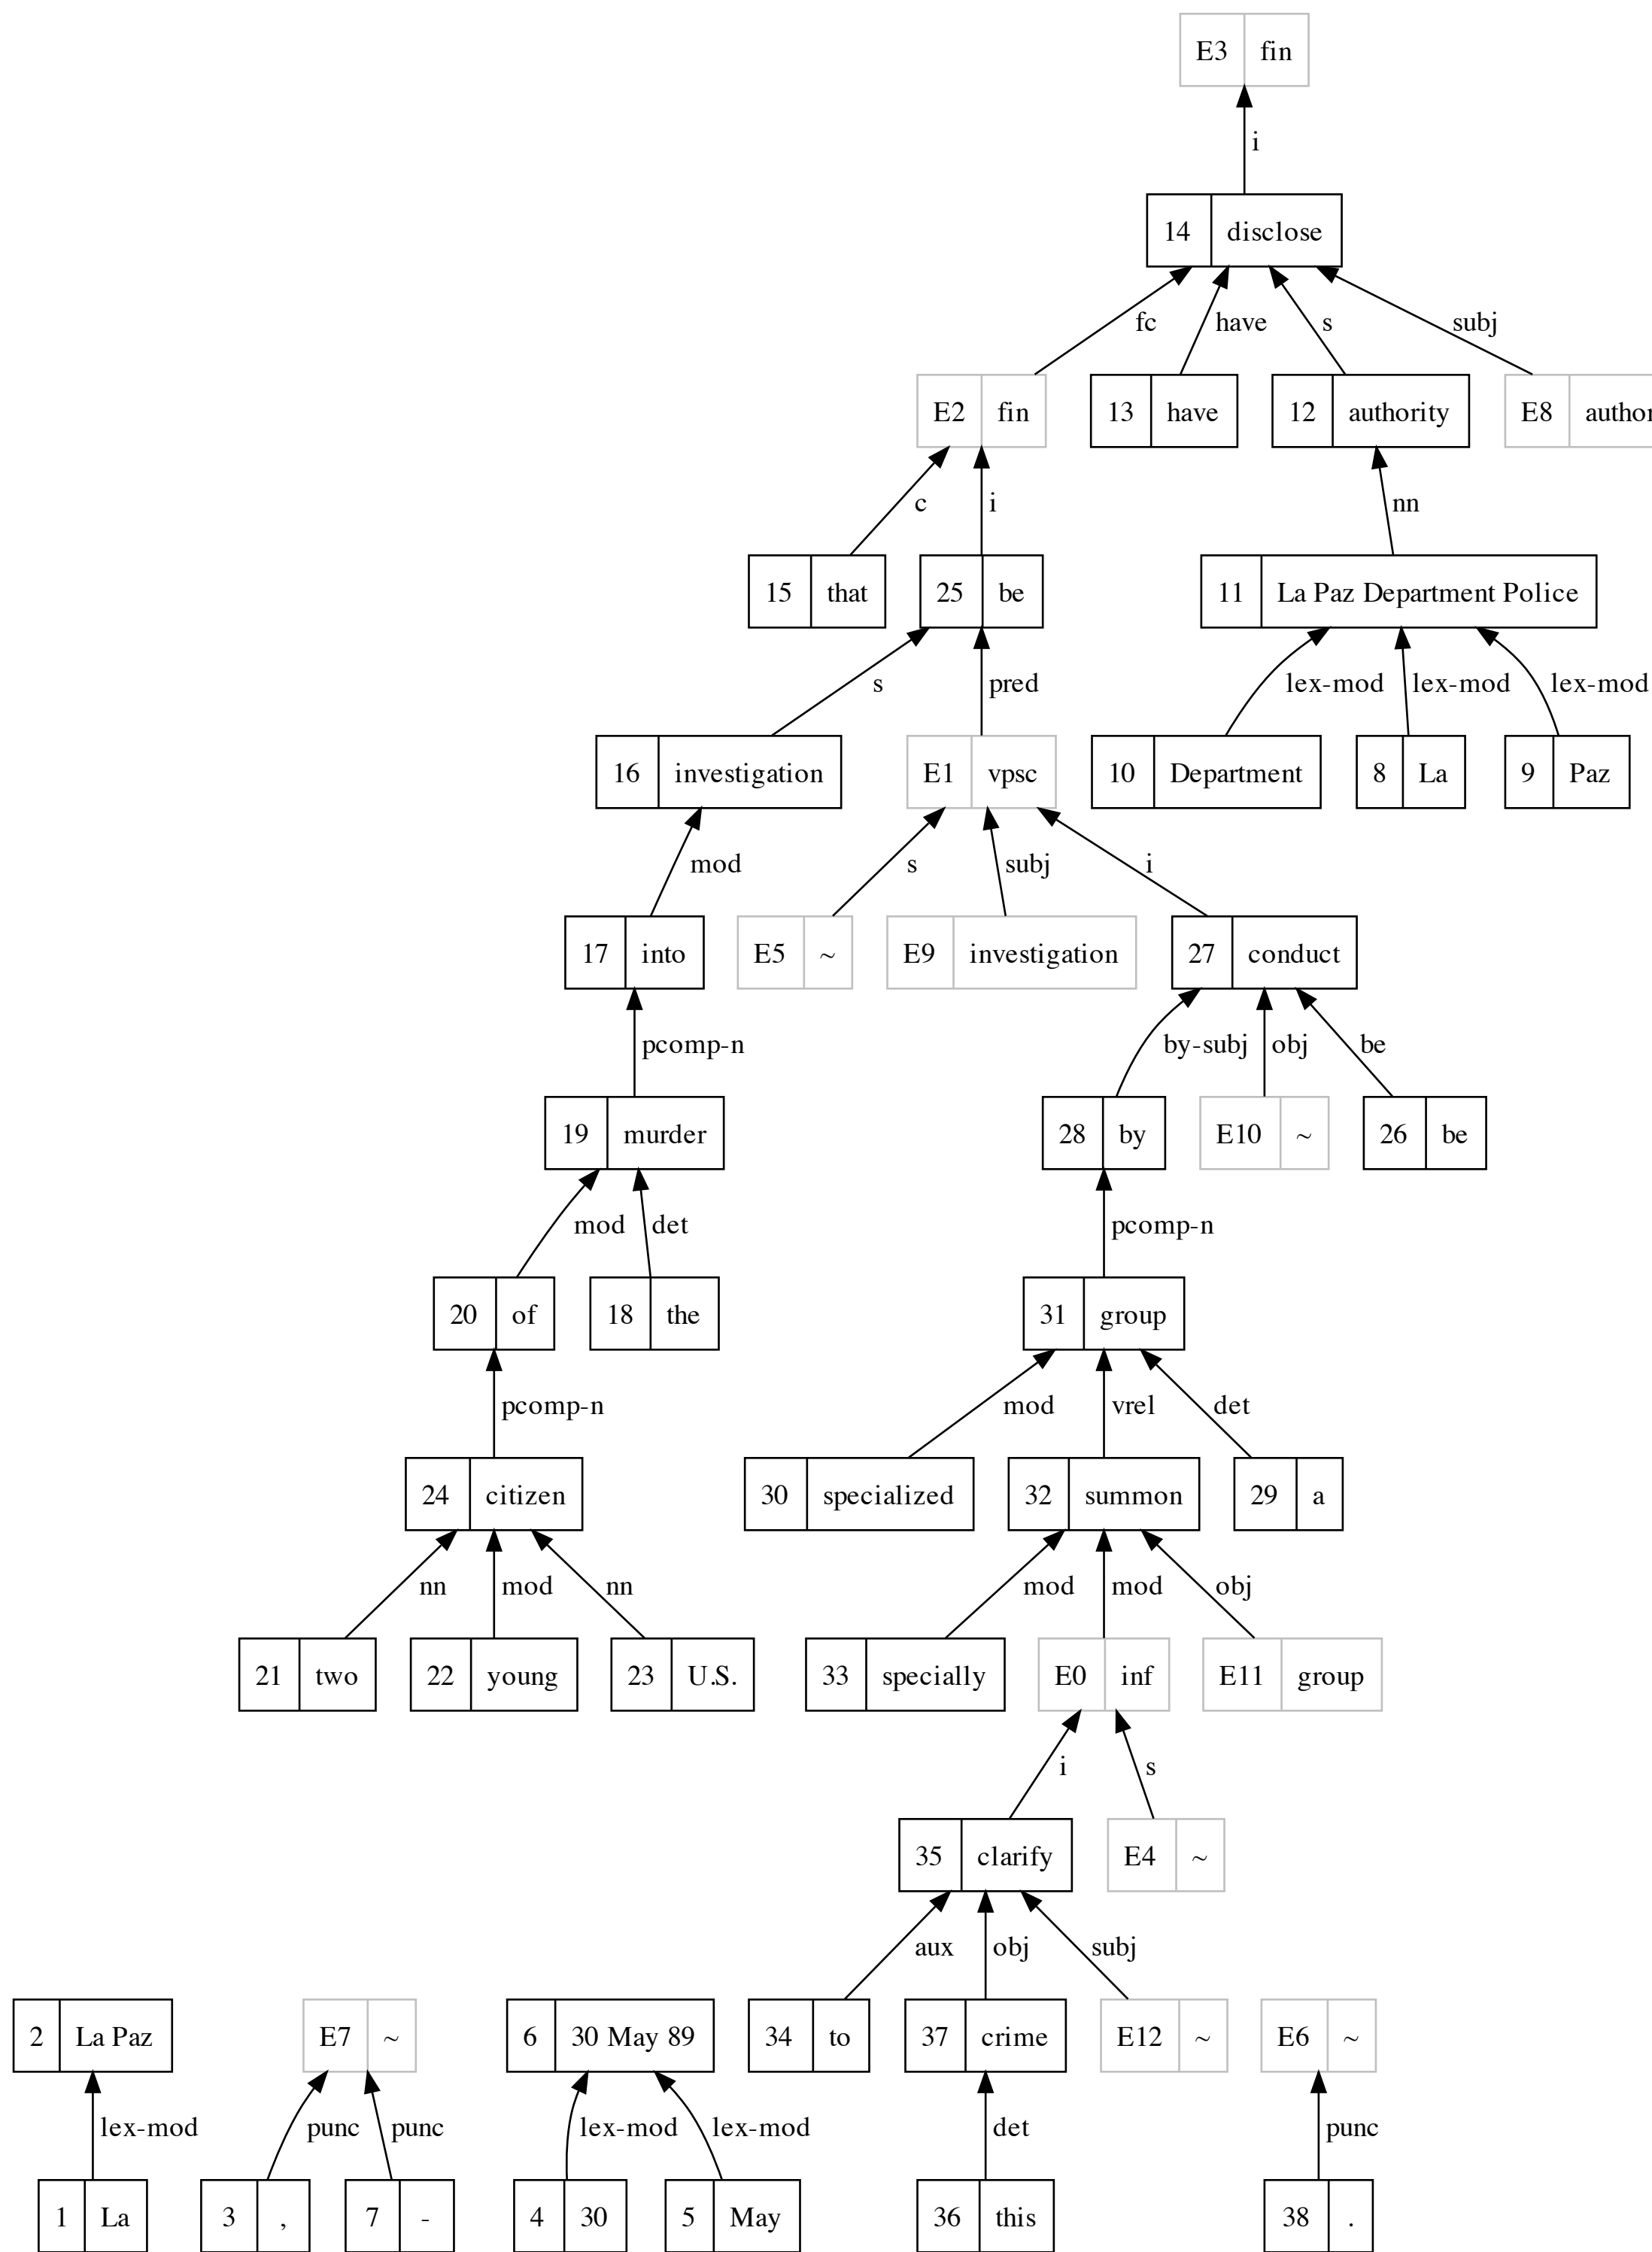 E3 fin
i
14 disclose
fc have s subj
E2 fin 13 have 12 authority E8
c i nn
15 that 25 be 11 La Paz Department Police
s pred lex-mod lex-mod lex-mod
16 investigation E1 vpsc 10 Department 8 La 9 Paz
mod s subj i
17 into E5 ~ E9 investigation 27 conduct
pcomp-n by-subj obj be
19 murder 28 by E10 ~ 26 be
mod det pcomp-n
20 of 18 the 31 group
pcomp-n mod vrel det
24 citizen 30 specialized 32 summon 29 a
nn mod nn mod mod obj
21 two 22 young 23 U.S. 33 specially E0 inf E11 group
i s
35 clarify E4 ~
aux obj subj
2 La Paz E7 ~ 6 30 May 89 34 to 37 crime E12 ~ E6 ~
lex-mod punc punc lex-mod lex-mod det punc
1 La 3 , 7 - 4 30 5 May 36 this 38 .